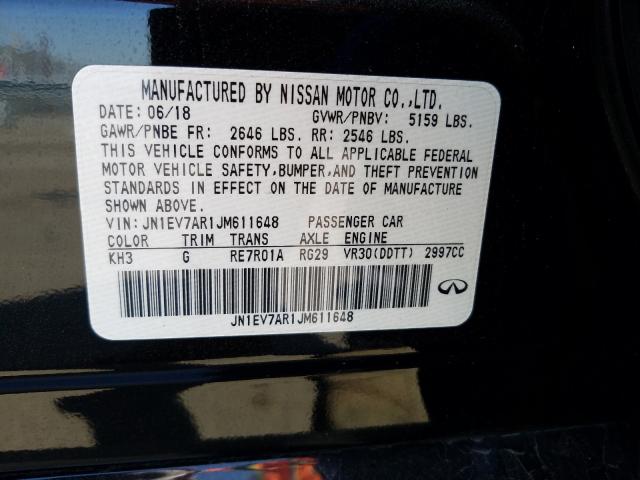 MANUFACTURED BY NISSAN MOTOR CO.,LTD.
DATE: 06/18 GVWR/PNBV: 5159 LBS.
GAWR/PNBE FR: 2646 LBS. RR: 2546 LBS.
THIS VEHICLE CONFORMS TO ALL APPLICABLE FEDERAL
MOTOR VEHICLE SAFETY,BUMPER,AND THEFT PREVENTION
STANDARDS IN EFFECT ON THE DATE OF MANUFACTURE
SHOWN ABOVE.
VIN:JN1EV7AR1JM611648 PASSENGER CAR
COLOR TRIM TRANS AXLE ENGINE
KH3 G RE7R01A RG29 VR30(DDTT) 2997CC
JN1EV7AR1JM611648